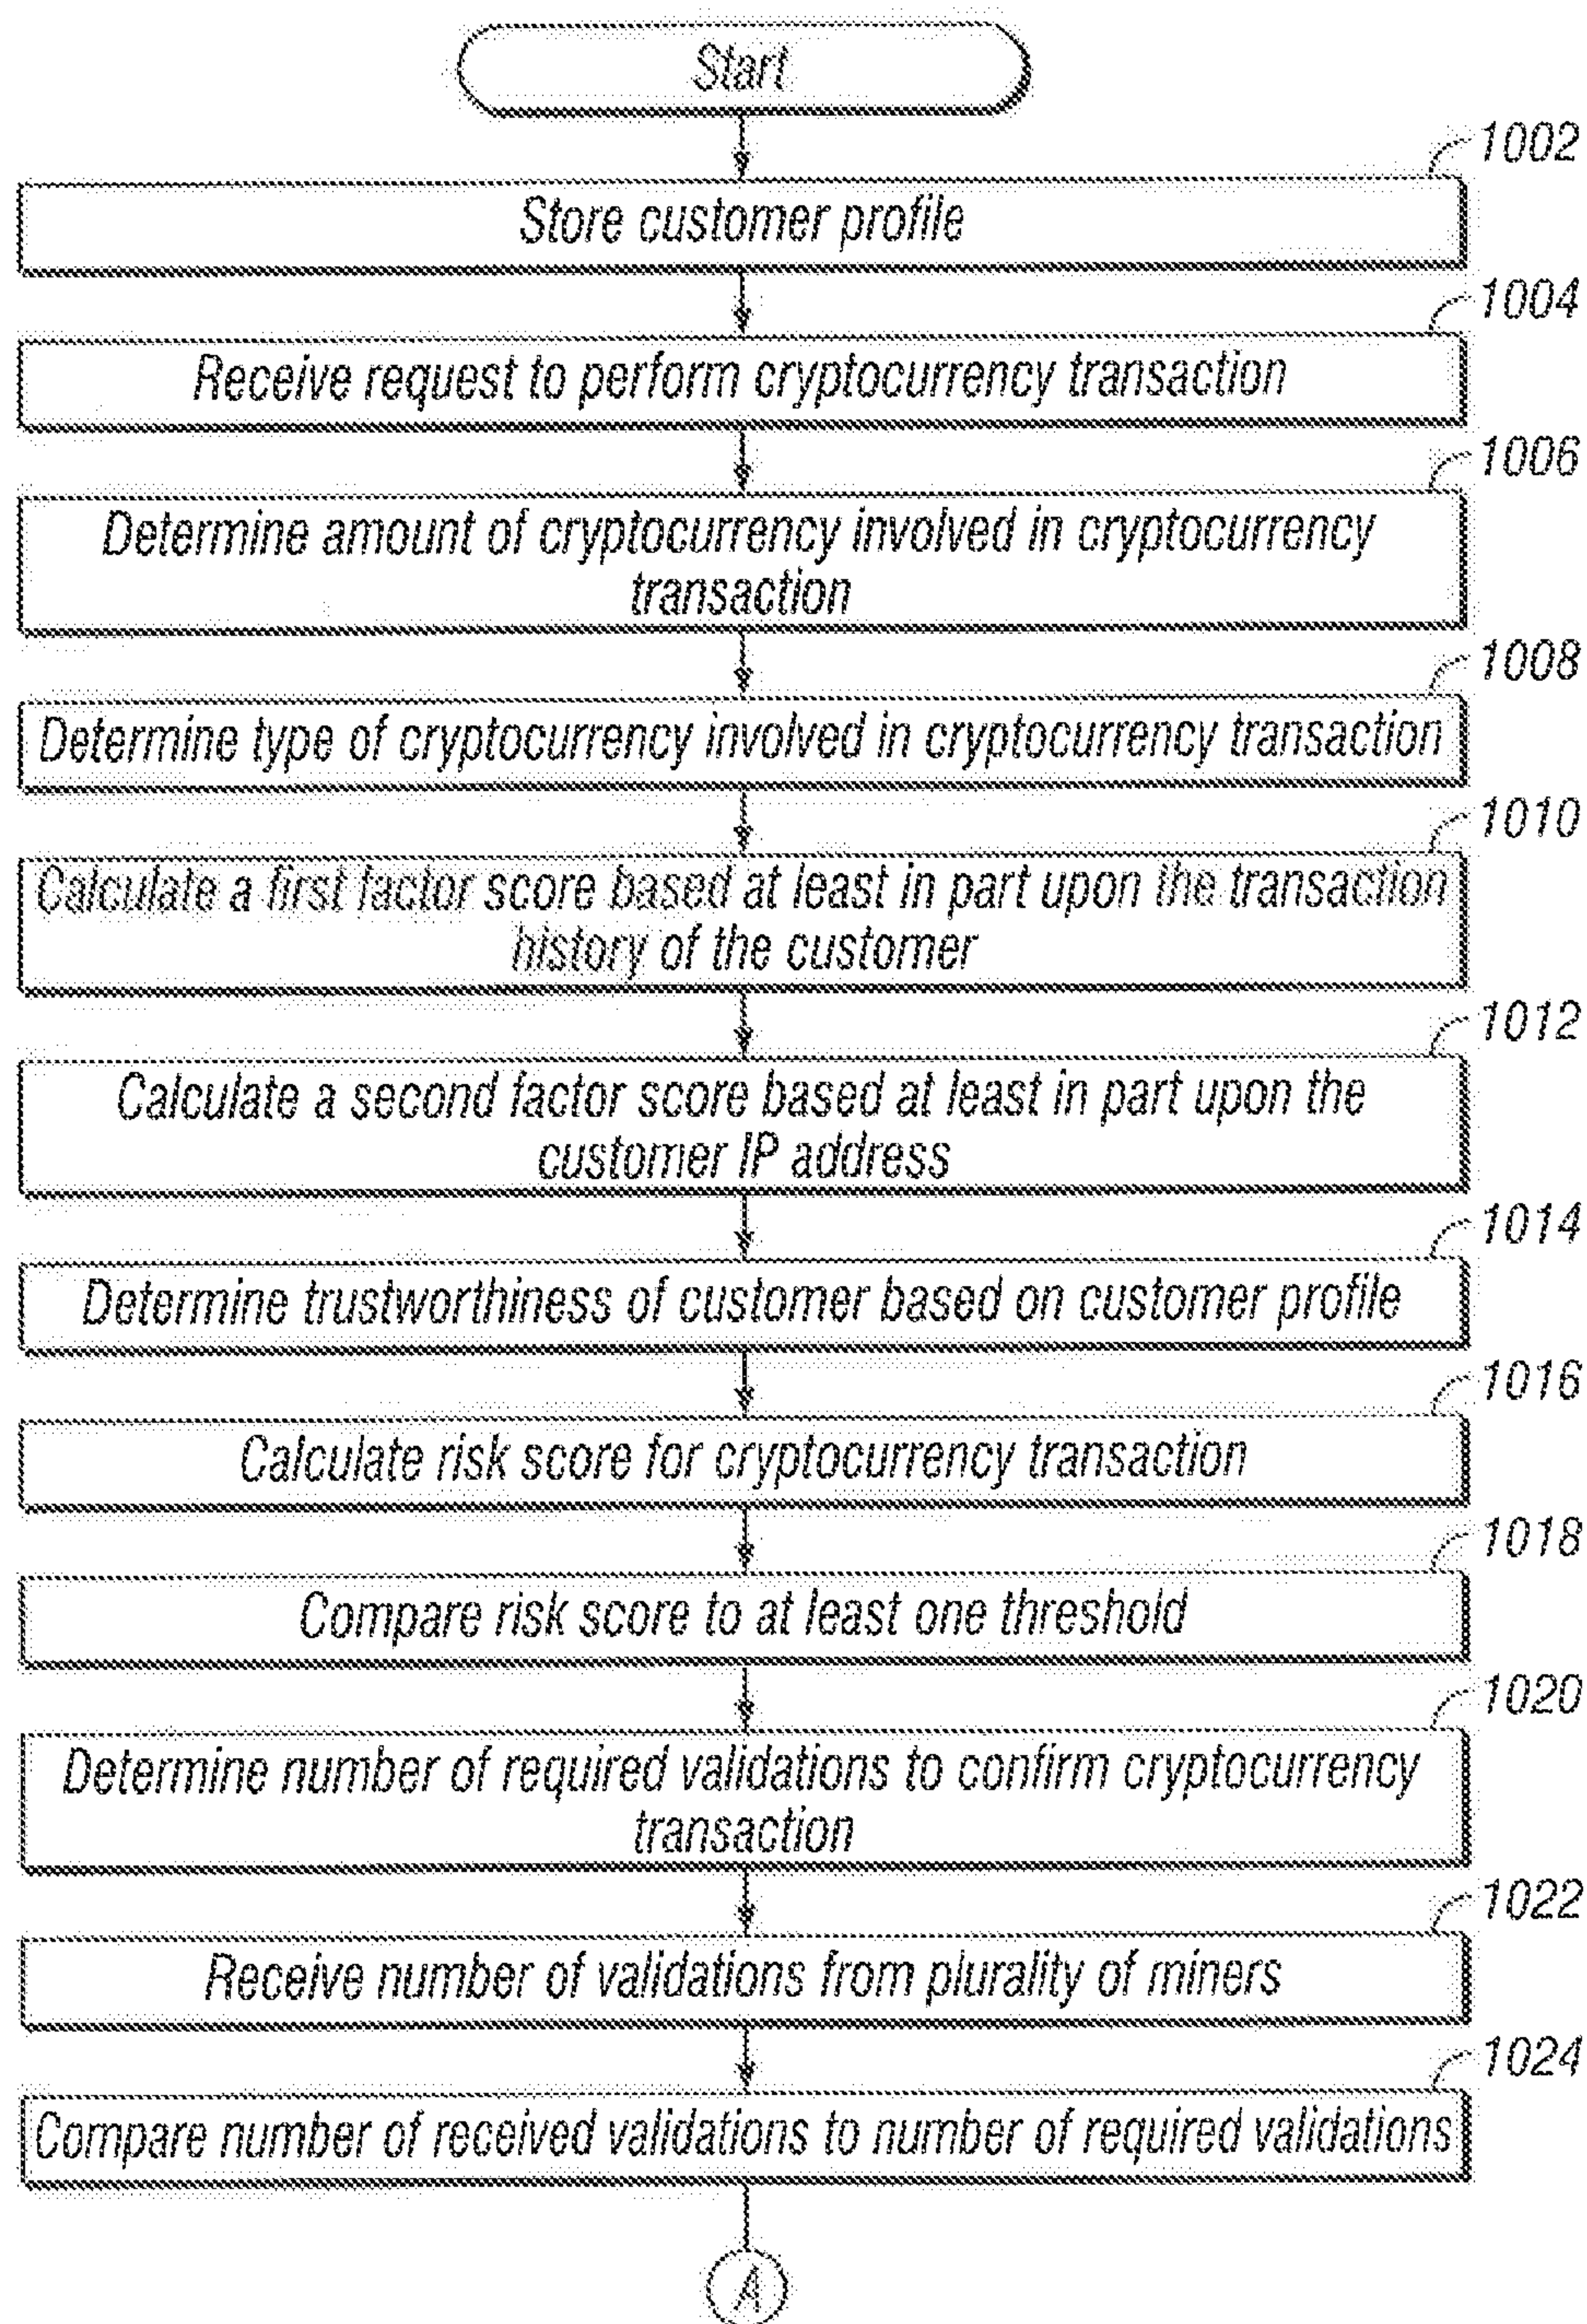 Start
1002
Store customer profile
1004
Receive request to perform cryptocurrency transaction
1006
Determine amount of cryptocurrency involved in cryptocurrency
transaction
1008
Determine type of cryptocurrency involved in cryptocurrency transaction
1010
Calculate a first factor score based at least in part upon the transaction
history of the customer
1012
Calculate a second factor score based at least in part upon the
customer IP address
1014
Determine trustworthiness of customer based on customer profile
1016
Calculate risk score for cryptocurrency transaction
1018
Compare risk score to at least one threshold
1020
Determine number of required validations to confirm cryptocurrency
transaction
1022
Receive number of validations from plurality of miners
1024
Compare number of received validations to number of required validations
A